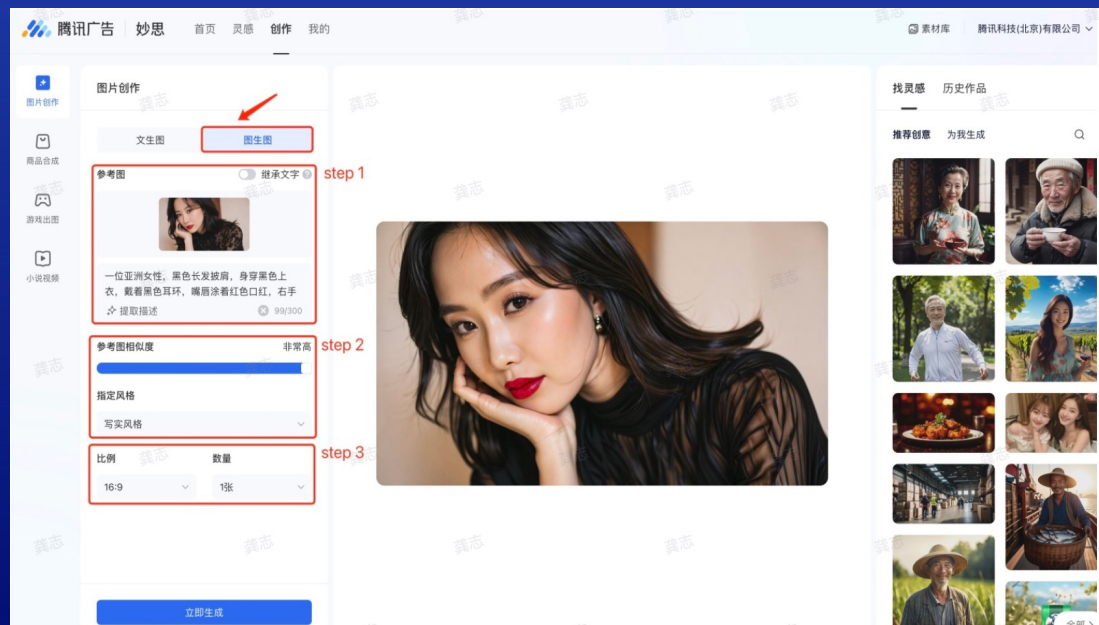 腾讯广告 妙思 首页 灵感 创作 我的 素材库 腾讯科技(北京)有限公司
图片创作
商品合成
游戏出图
小说视频
图片创作
文生图 图生图
参考图 继承文字
step 1
一位亚洲女性，黑色长发披肩，身穿黑色上
衣，戴着黑色耳环，嘴唇涂着红色口红，右手
提取描述 99/300
参考图相似度 非常高
step 2
指定风格
写实风格
比例 数量
step 3
16:9 1张
立即生成
找灵感 历史作品
推荐创意 为我生成
全部
龚志